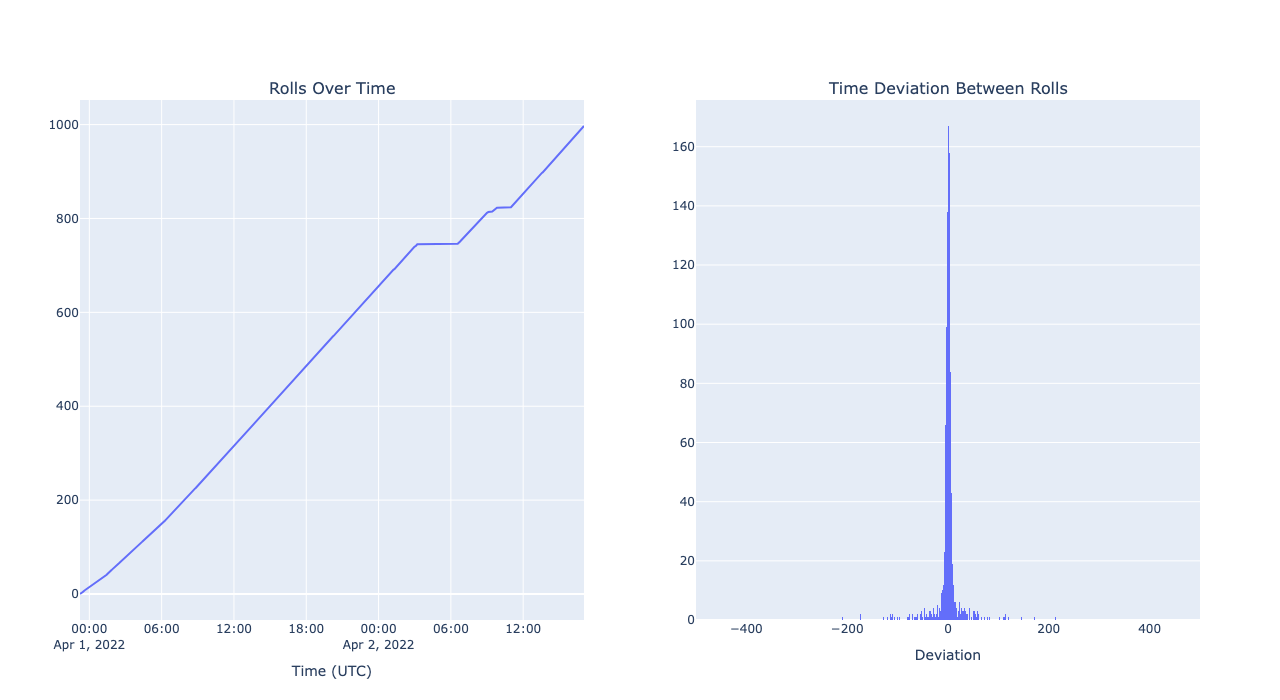 Rolls Over Time
1000
800
600
400
200
0
00:00 06:00 12:00 18:00 00:00 06:00 12:00
Apr 1, 2022 Apr 2, 2022
Time (UTC)
Time Deviation Between Rolls
160
140
120
100
80
60
40
20
0
−400 −200 0 200 400
Deviation